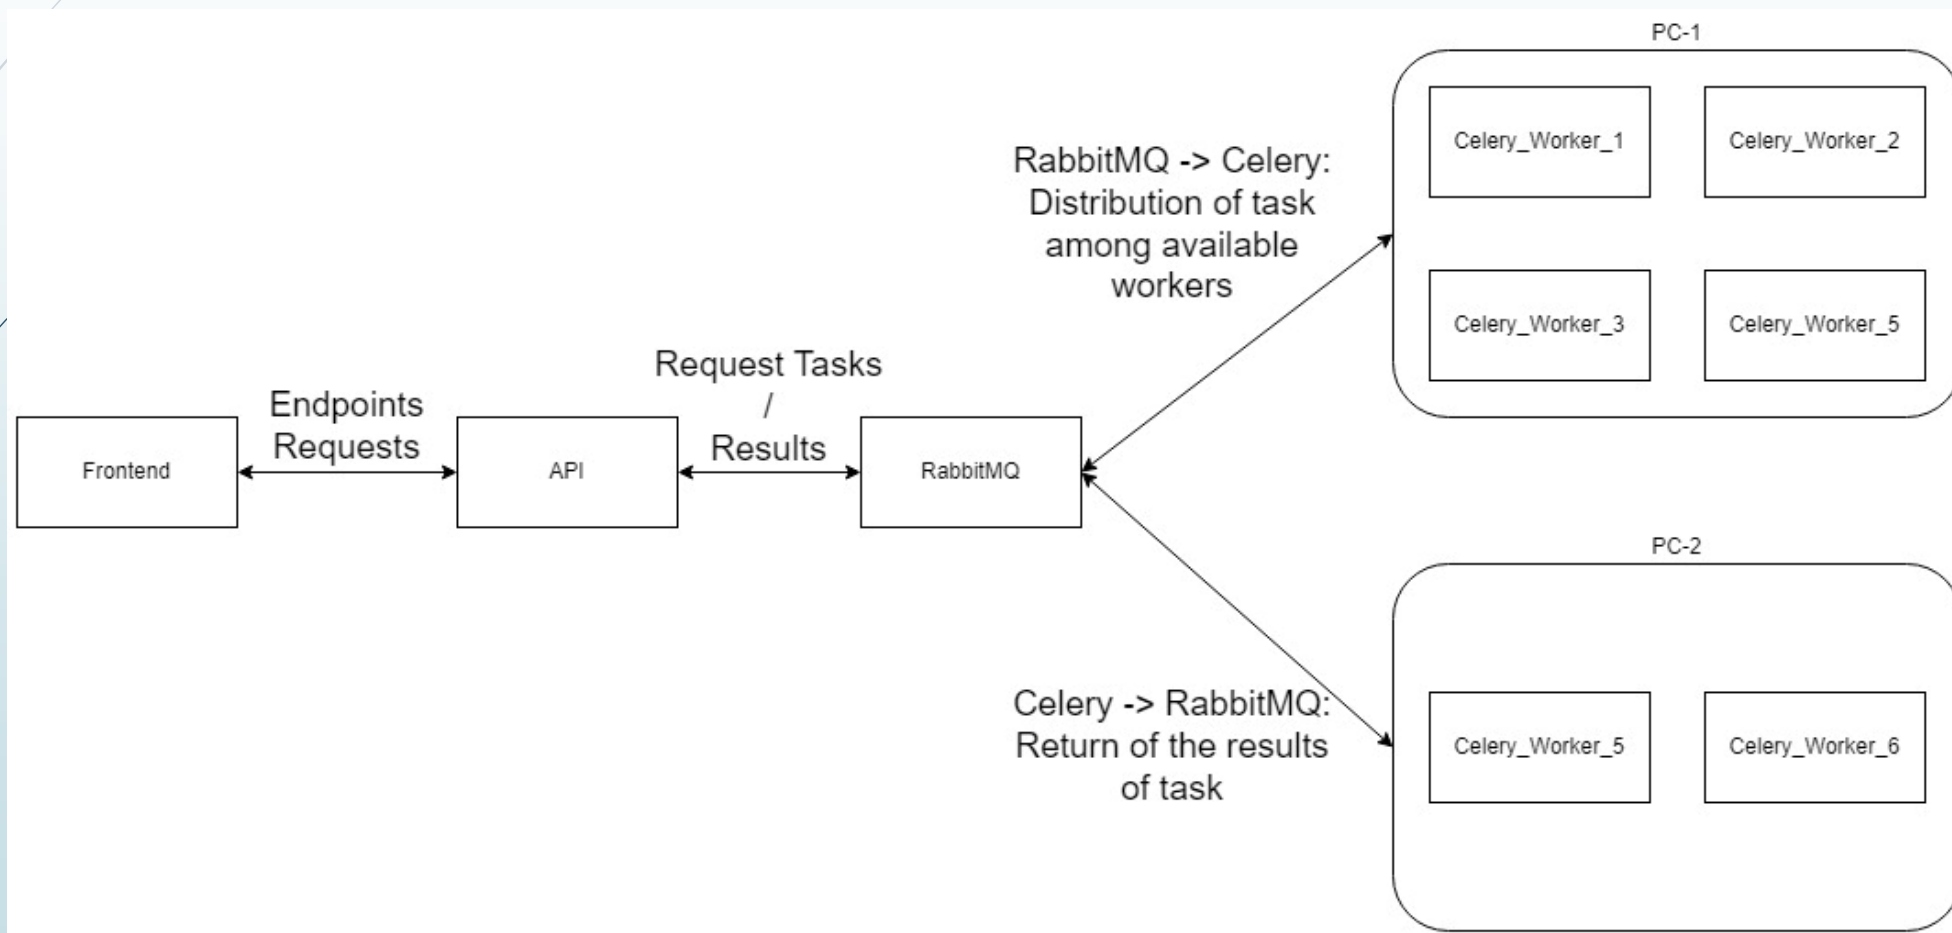 PC-1
Celery_Worker_1
Celery_Worker_2
RabbitMQ -> Celery:
Distribution of task
among available
workers
Celery_Worker_3
Celery_Worker_5
Request Tasks
/
Results
Endpoints
Requests
Frontend
API
RabbitMQ
PC-2
Celery -> RabbitMQ:
Return of the results
of task
Celery_Worker_5
Celery_Worker_6